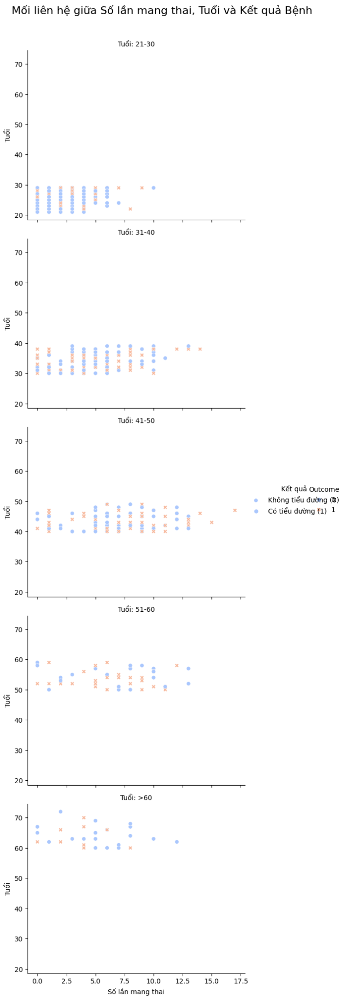 Mối liên hệ giữa Số lần mang thai, Tuổi và Kết quả Bệnh
Tuổi: 21-30
70
60
50
40
30
20
Tuổi
Tuổi: 31-40
70
60
50
40
30
20
Tuổi
Tuổi: 41-50
70
60
50
40
30
20
Tuổi
Kết quả
Không tiểu đường (0)
Có tiểu đường (1)
Outcome
0
1
Tuổi: 51-60
70
60
50
40
30
20
Tuổi
Tuổi: >60
70
60
50
40
30
20
Tuổi
0.0 2.5 5.0 7.5 10.0 12.5 15.0 17.5
Số lần mang thai